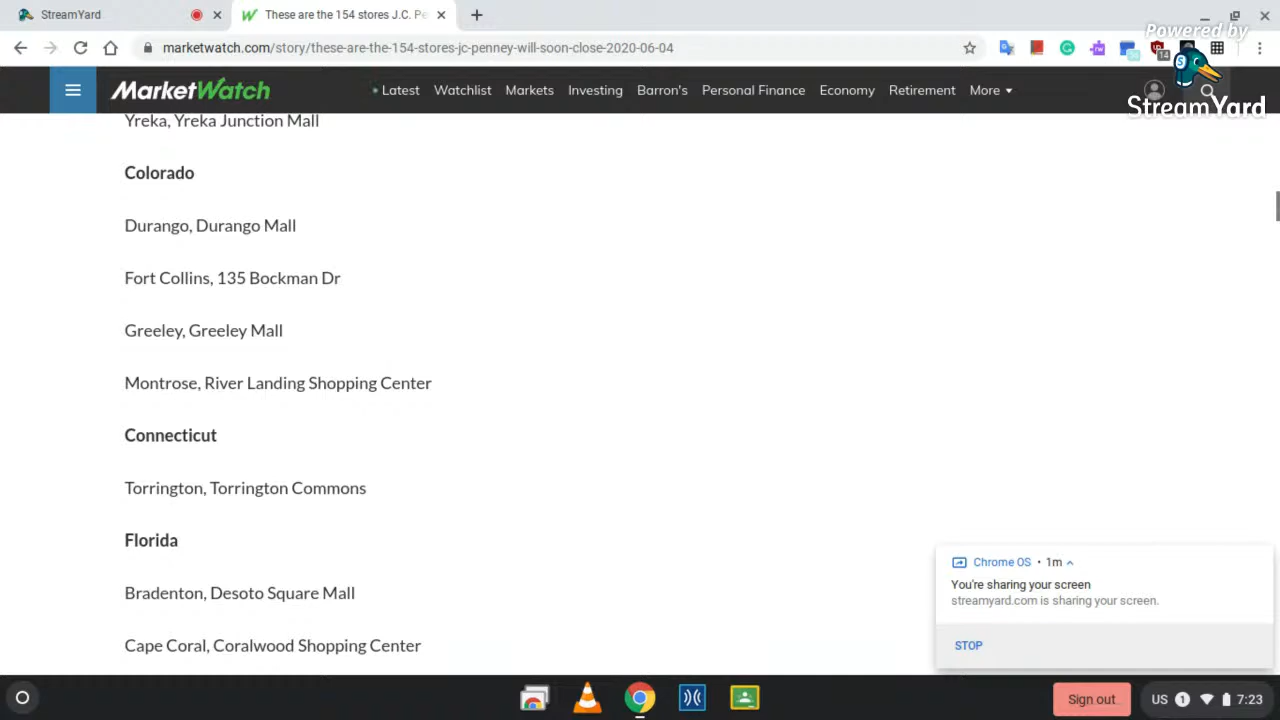 StreamYard
These are the 154 stores J.C. Pe
Powered by
marketwatch.com/story/these-are-the-154-stores-jc-penney-will-soon-close-2020-06-04
14
MarketWatch
Latest Watchlist Markets Investing Barron's Personal Finance Economy Retirement More
StreamYard
Yreka, Yreka Junction Mall
Colorado
Durango, Durango Mall
Fort Collins, 135 Bockman Dr
Greeley, Greeley Mall
Montrose, River Landing Shopping Center
Connecticut
Torrington, Torrington Commons
Florida
Bradenton, Desoto Square Mall
Cape Coral, Coralwood Shopping Center
Chrome OS • 1m
You're sharing your screen
streamyard.com is sharing your screen.
STOP
Sign out
US 1 7:23